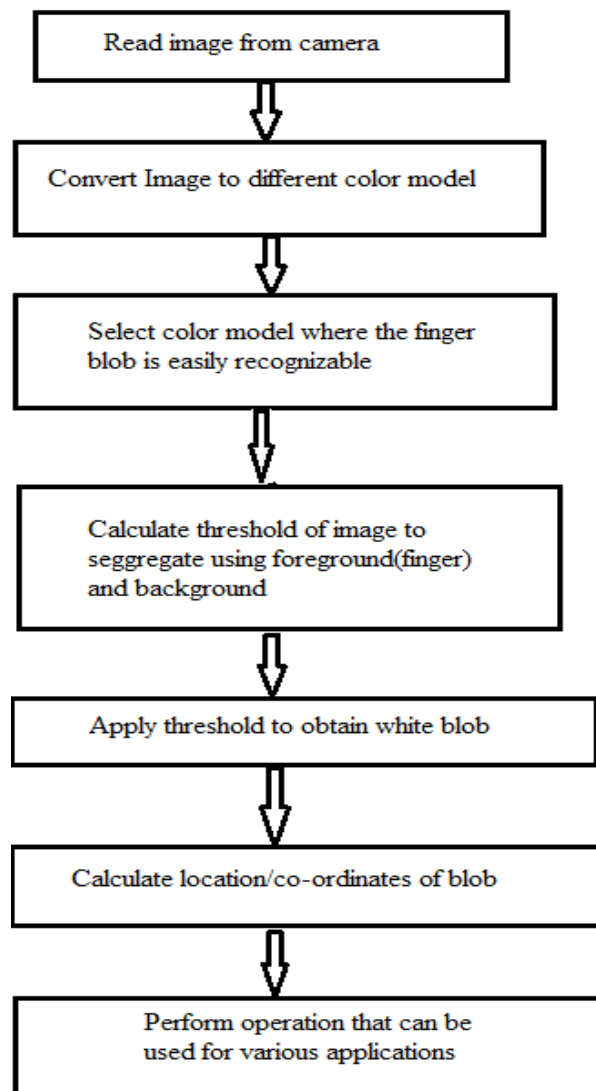 Read image from camera
Convert Image to different color model
Select color model where the finger
blob is easily recognizable
Calculate threshold of image to
seggregate using foreground(finger)
and background
Apply threshold to obtain white blob
Calculate location/co-ordinates of blob
Perform operation that can be
used for various applications